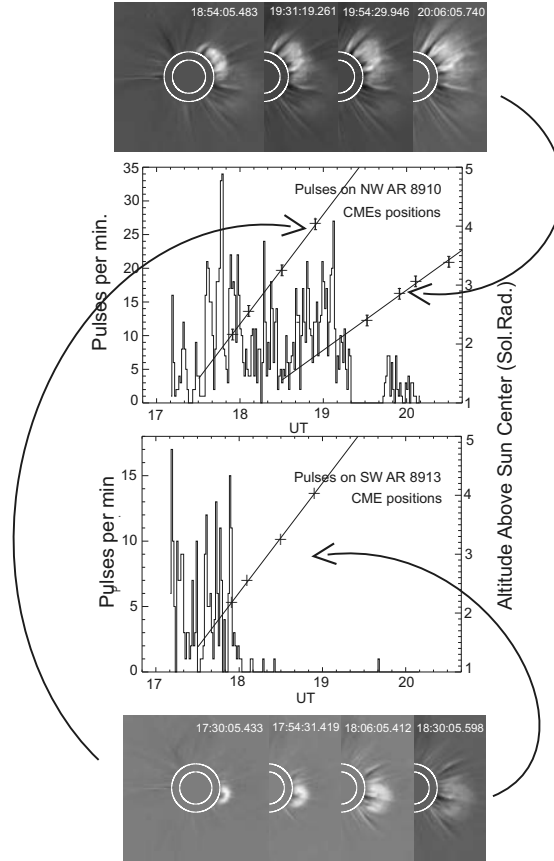 18:54:05.483 19:31:19.261 19:54:29.946 20:06:05.740
Pulses per min.
35
30
25
20
15
10
5
0
Pulses on NW AR 8910
CMEs positions
5
4
3
2
1
17 18 19 20
UT
Altitude Above Sun Center (Sol.Rad.)
Pulses per min
µ
15
10
5
0
Pulses on SW AR 8913
CME positions
5
4
3
2
1
17 18 19 20
UT
17:30:05.433 17:54:31.419 18:06:05.412 18:30:05.598